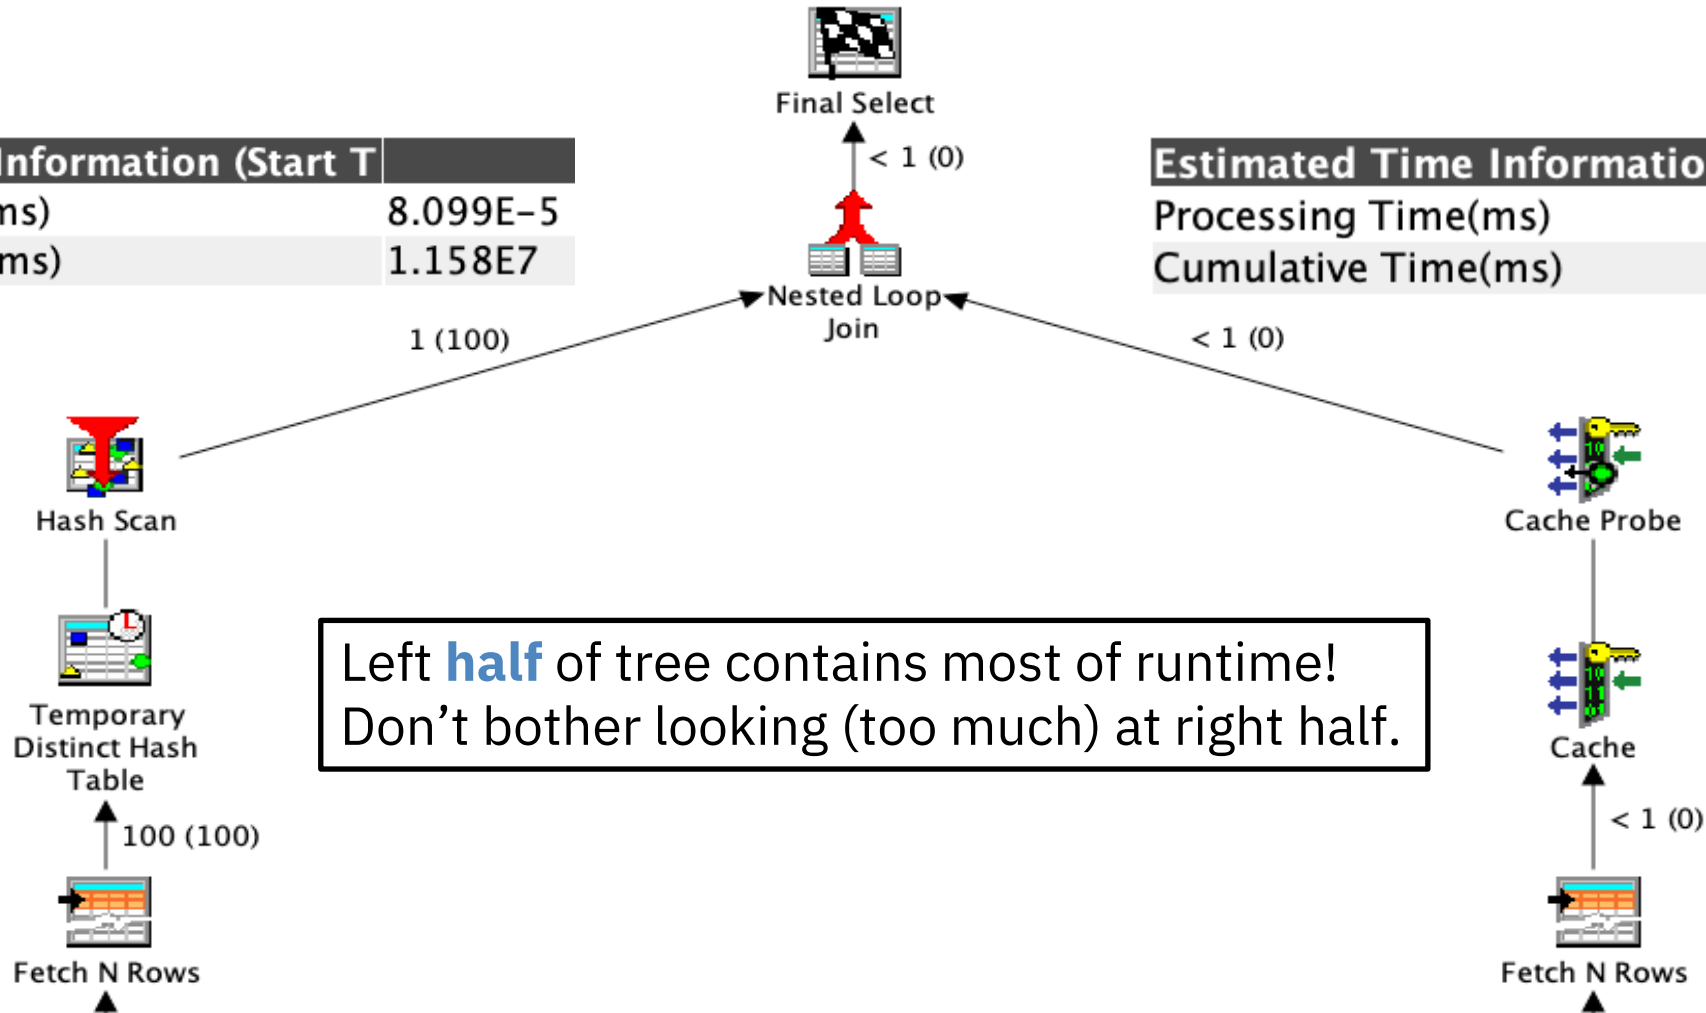 Final Select
< 1 (0)
Information (Start T
ms) 8.099E-5
ms) 1.158E7
Estimated Time Informatio
Processing Time(ms)
Cumulative Time(ms)
Nested Loop
Join
1 (100)
< 1 (0)
Hash Scan
Cache Probe
Left half of tree contains most of runtime!
Don't bother looking (too much) at right half.
Temporary
Distinct Hash
Table
Cache
100 (100)
< 1 (0)
Fetch N Rows
Fetch N Rows